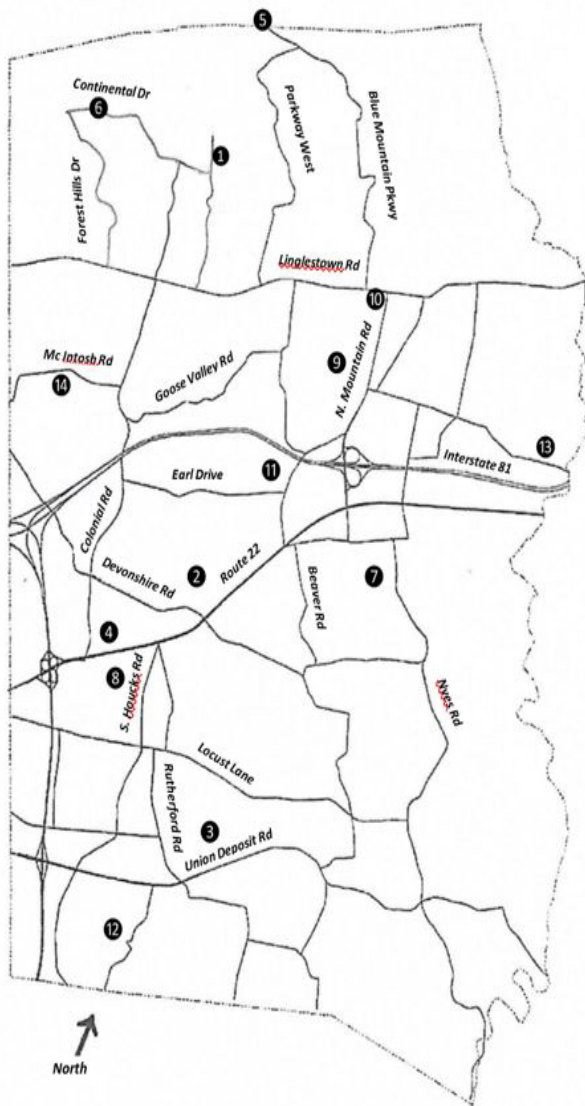 5
Continental Dr
6
Parkway West
Blue Mountain Pkwy
1
Forest Hills Dr
Linglestown Rd
10
Mc Intosh Rd
14
Goose Valley Rd
9
N. Mountain Rd
13
Interstate 81
11
Earl Drive
Colonial Rd
Route 22
2
Devonshire Rd
7
Beaver Rd
4
8
S. Houcks Rd
Nyes Rd
Locust Lane
Rutherford Rd
3
Union Deposit Rd
12
North